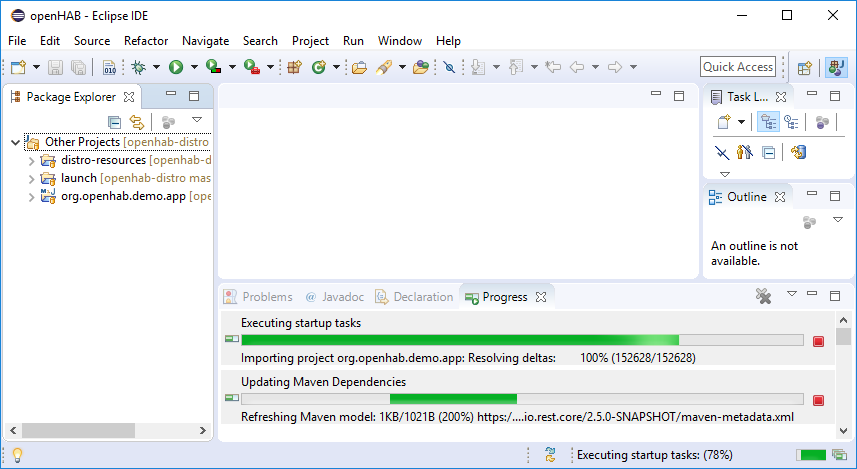 openHAB - Eclipse IDE
File Edit Source Refactor Navigate Search Project Run Window Help
010
Quick Access
Package Explorer
Other Projects [openhab-distro
distro-resources [openhab-d
launch [openhab-distro mas
org.openhab.demo.app [ope
Task L...
Outline
An outline is not
available.
Problems @ Javadoc Declaration Progress
Executing startup tasks
Importing project org.openhab.demo.app: Resolving deltas: 100% (152628/152628)
Updating Maven Dependencies
Refreshing Maven model: 1KB/1021B (200%) https:/....io.rest.core/2.5.0-SNAPSHOT/maven-metadata.xml
Executing startup tasks: (78%)